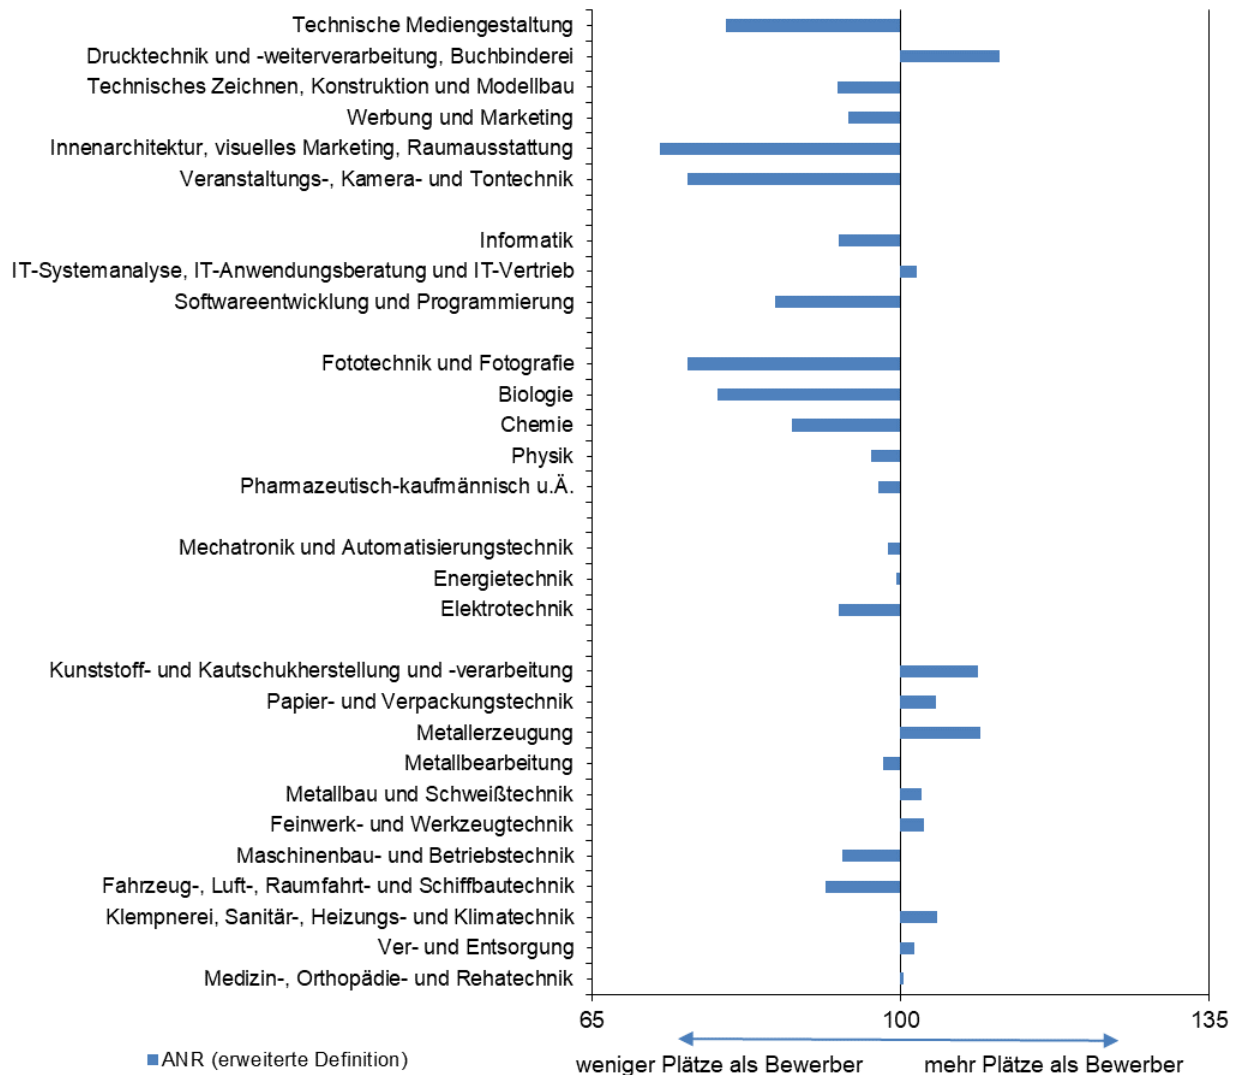 Technische Mediengestaltung
Drucktechnik und -weiterverarbeitung, Buchbinderei
Technisches Zeichnen, Konstruktion und Modellbau
Werbung und Marketing
Innenarchitektur, visuelles Marketing, Raumausstattung
Veranstaltungs-, Kamera- und Tontechnik
Informatik
IT-Systemanalyse, IT-Anwendungsberatung und IT-Vertrieb
Softwareentwicklung und Programmierung
Fototechnik und Fotografie
Biologie
Chemie
Physik
Pharmazeutisch-kaufmännisch u.Ä.
Mechatronik und Automatisierungstechnik
Energietechnik
Elektrotechnik
Kunststoff- und Kautschukherstellung und -verarbeitung
Papier- und Verpackungstechnik
Metallerzeugung
Metallbearbeitung
Metallbau und Schweißtechnik
Feinwerk- und Werkzeugtechnik
Maschinenbau- und Betriebstechnik
Fahrzeug-, Luft-, Raumfahrt- und Schiffbautechnik
Klempnerei, Sanitär-, Heizungs- und Klimatechnik
Ver- und Entsorgung
Medizin-, Orthopädie- und Rehatechnik
65 100 135
ANR (erweiterte Definition) weniger Plätze als Bewerber mehr Plätze als Bewerber